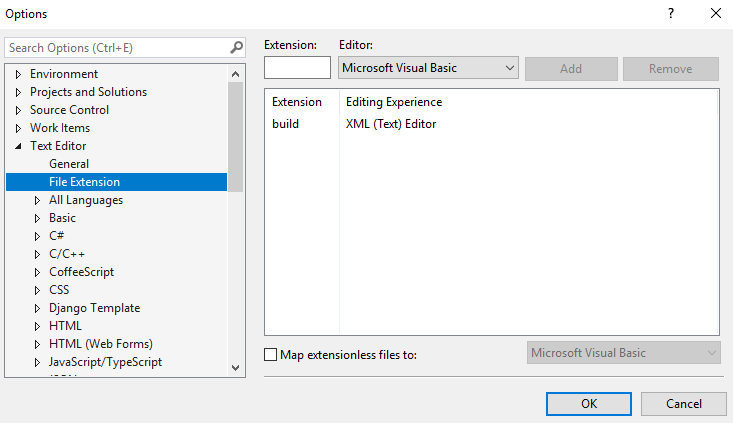 Options
?
Search Options (Ctrl+E)
Environment
Projects and Solutions
Source Control
Work Items
Text Editor
General
File Extension
All Languages
Basic
C#
C/C++
CoffeeScript
CSS
Django Template
HTML
HTML (Web Forms)
JavaScript/TypeScript
Extension: Editor:
Microsoft Visual Basic Add Remove
Extension Editing Experience
build XML (Text) Editor
Map extensionless files to: Microsoft Visual Basic
OK Cancel